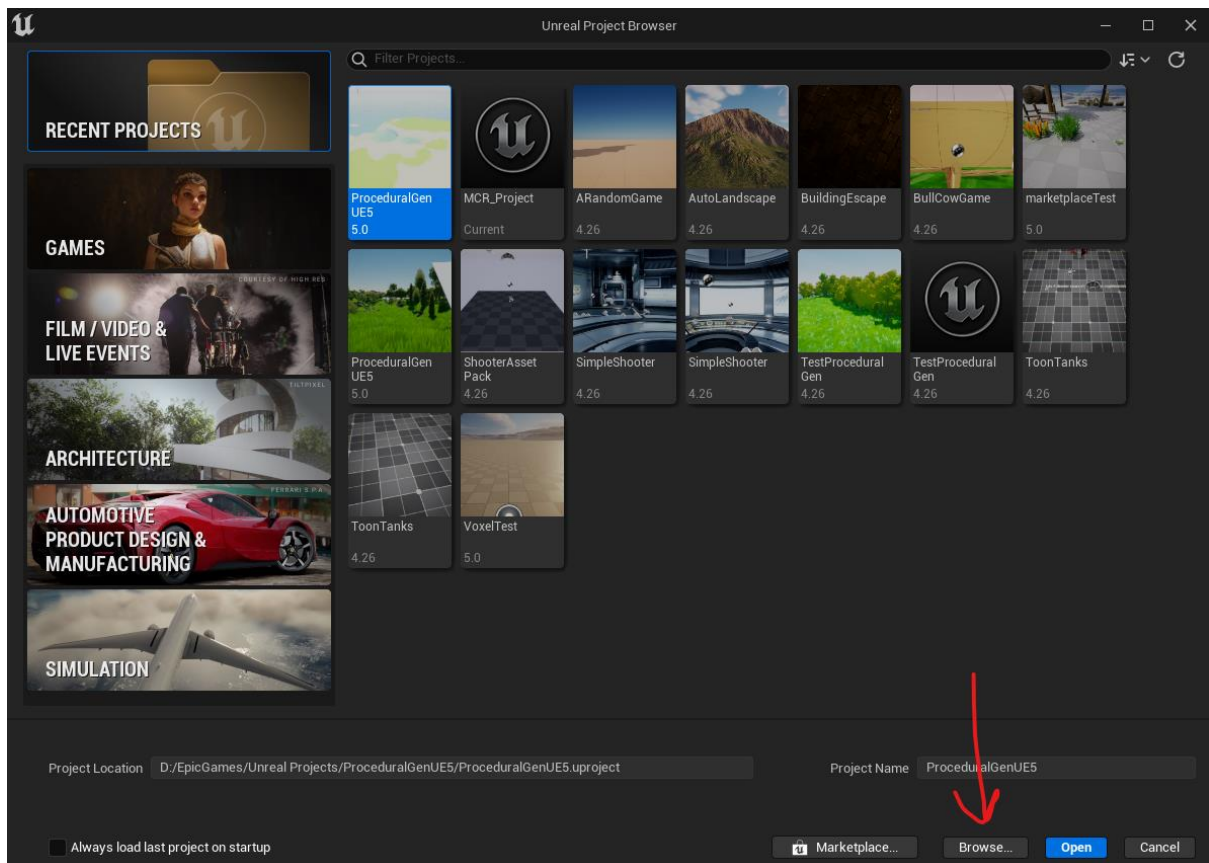 Unreal Project Browser
RECENT PROJECTS
GAMES
COURTESY OF HIGH RES
FILM / VIDEO &
LIVE EVENTS
TILTPIXEL
ARCHITECTURE
FERRARI S.P.A.
AUTOMOTIVE
PRODUCT DESIGN &
MANUFACTURING
SIMULATION
Filter Projects...
ProceduralGen
UE5
5.0
MCR_Project
Current
ARandomGame
4.26
AutoLandscape
4.26
BuildingEscape
4.26
BullCowGame
4.26
marketplaceTest
5.0
ProceduralGen
UE5
5.0
ShooterAsset
Pack
4.26
SimpleShooter
4.26
SimpleShooter
4.26
TestProcedural
Gen
4.26
TestProcedural
Gen
4.26
ToonTanks
4.26
ToonTanks
4.26
VoxelTest
5.0
Project Location D:/EpicGames/Unreal Projects/ProceduralGenUE5/ProceduralGenUE5.uproject
Project Name ProceduralGenUE5
Always load last project on startup
Marketplace...
Browse...
Open
Cancel